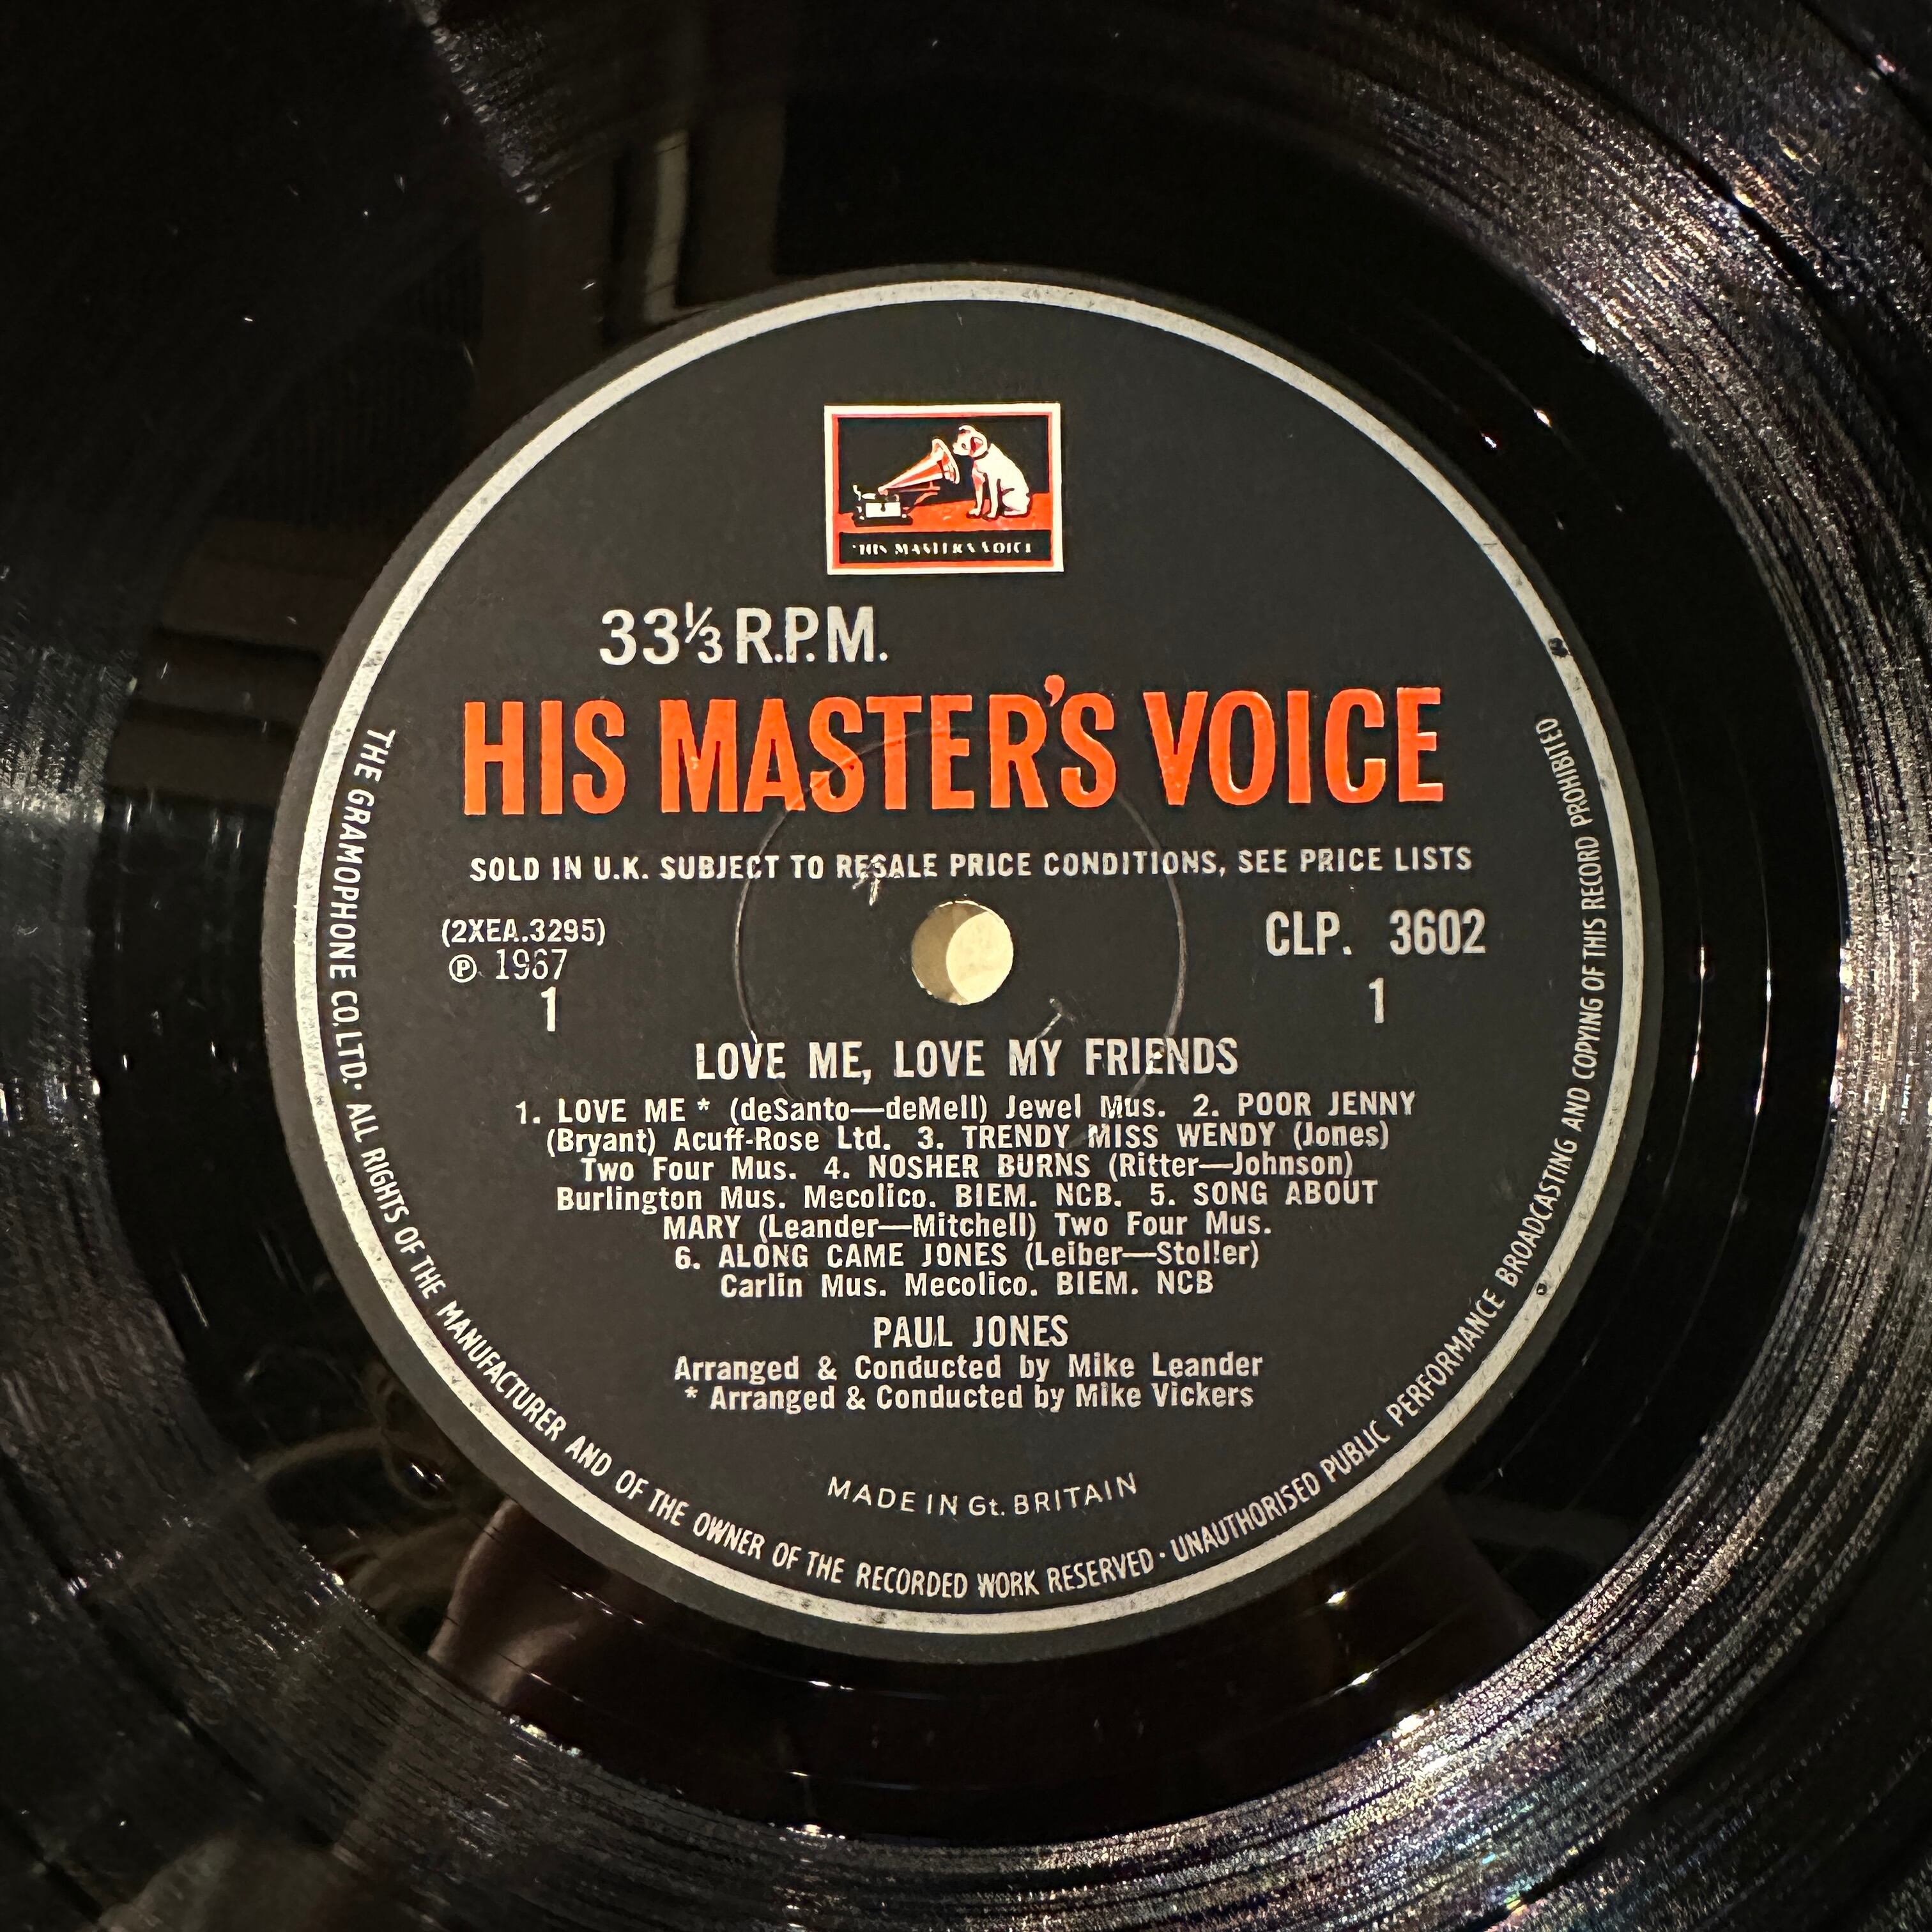 'HIS MASTER'S VOICE'
33⅓ R.P.M.
HIS MASTER'S VOICE
SOLD IN U.K. SUBJECT TO RESALE PRICE CONDITIONS, SEE PRICE LISTS
(2XEA.3295)
CLP. 3602
℗ 1967
1
1
LOVE ME, LOVE MY FRIENDS
1. LOVE ME * (deSanto—deMell) Jewel Mus. 2. POOR JENNY
(Bryant) Acuff-Rose Ltd. 3. TRENDY MISS WENDY (Jones)
Two Four Mus. 4. NOSHER BURNS (Ritter—Johnson)
Burlington Mus. Mecolico. BIEM. NCB. 5. SONG ABOUT
MARY (Leander—Mitchell) Two Four Mus.
6. ALONG CAME JONES (Leiber—Stoller)
Carlin Mus. Mecolico. BIEM. NCB
PAUL JONES
Arranged & Conducted by Mike Leander
* Arranged & Conducted by Mike Vickers
MADE IN Gt. BRITAIN
THE GRAMOPHONE CO. LTD. · ALL RIGHTS OF THE MANUFACTURER AND OF THE OWNER OF THE RECORDED WORK RESERVED · UNAUTHORISED PUBLIC PERFORMANCE BROADCASTING AND COPYING OF THIS RECORD PROHIBITED